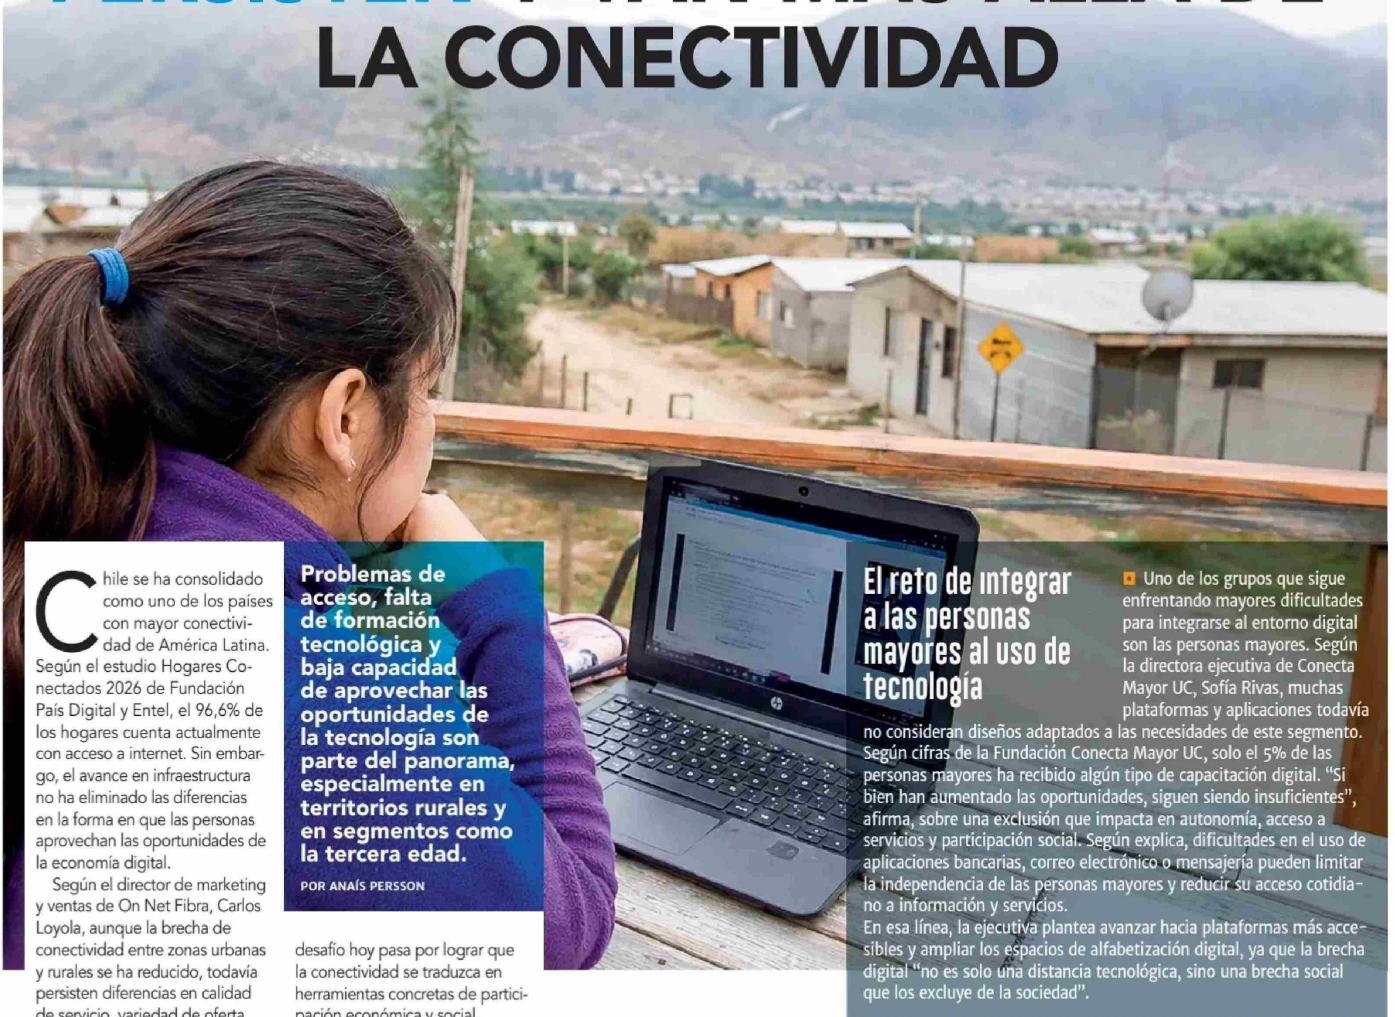 LA CONECTIVIDAD
Chile se ha consolidado
como uno de los países
con mayor conectivi-
dad de América Latina.
Según el estudio Hogares Co-
nectados 2026 de Fundación
País Digital y Entel, el 96,6% de
los hogares cuenta actualmente
con acceso a internet. Sin embar-
go, el avance en infraestructura
no ha eliminado las diferencias
en la forma en que las personas
aprovechan las oportunidades de
la economía digital.
Según el director de marketing
y ventas de On Net Fibra, Carlos
Loyola, aunque la brecha de
conectividad entre zonas urbanas
y rurales se ha reducido, todavía
persisten diferencias en calidad
de servicio, variedad de oferta
Problemas de
acceso, falta
de formación
tecnológica y
baja capacidad
de aprovechar las
oportunidades de
la tecnología son
parte del panorama,
especialmente en
territorios rurales y
en segmentos como
la tercera edad.
POR ANAÍS PERSSON
desafío hoy pasa por lograr que
la conectividad se traduzca en
herramientas concretas de partici-
pación económica y social
hp
El reto de integrar
a las personas
mayores al uso de
tecnología
Uno de los grupos que sigue
enfrentando mayores dificultades
para integrarse al entorno digital
son las personas mayores. Según
la directora ejecutiva de Conecta
Mayor UC, Sofía Rivas, muchas
plataformas y aplicaciones todavía
no consideran diseños adaptados a las necesidades de este segmento.
Según cifras de la Fundación Conecta Mayor UC, solo el 5% de las
personas mayores ha recibido algún tipo de capacitación digital. “Si
bien han aumentado las oportunidades, siguen siendo insuficientes”,
afirma, sobre una exclusión que impacta en autonomía, acceso a
servicios y participación social. Según explica, dificultades en el uso de
aplicaciones bancarias, correo electrónico o mensajería pueden limitar
la independencia de las personas mayores y reducir su acceso cotidia-
no a información y servicios.
En esa línea, la ejecutiva plantea avanzar hacia plataformas más acce-
sibles y ampliar los espacios de alfabetización digital, ya que la brecha
digital “no es solo una distancia tecnológica, sino una brecha social
que los excluye de la sociedad”.